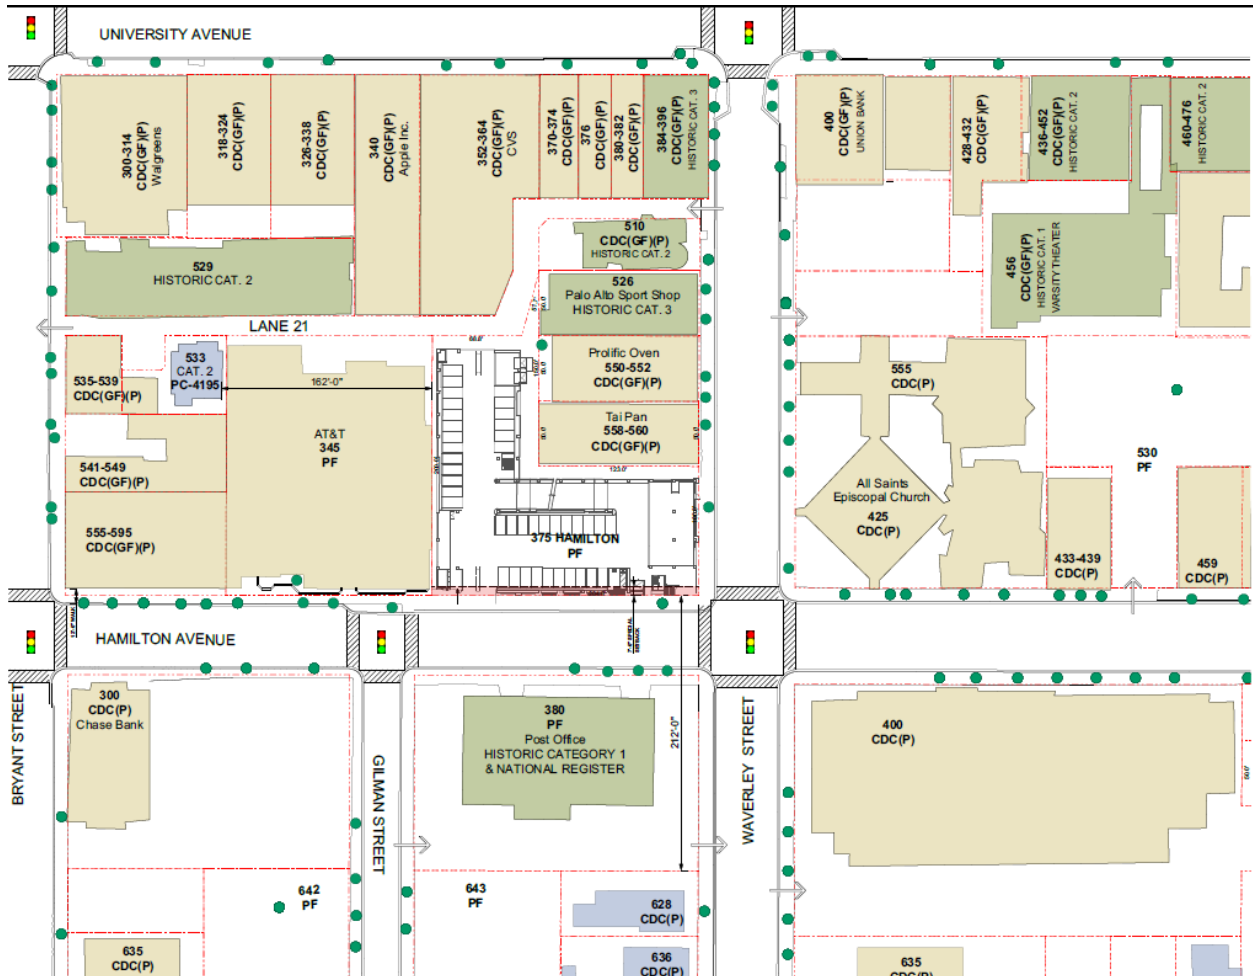 UNIVERSITY AVENUE
300-314
CDC(GF)(P)
Walgreens
318-324
CDC(GF)(P)
326-338
CDC(GF)(P)
340
CDC(GF)(P)
Apple Inc.
352-364
CDC(GF)(P)
CVS
370-374
CDC(GF)(P)
376
CDC(GF)(P)
380-382
CDC(GF)(P)
384-396
CDC(GF)(P)
HISTORIC CAT. 3
400
CDC(GF)(P)
UNION BANK
428-432
CDC(GF)(P)
436-452
CDC(GF)(P)
HISTORIC CAT. 2
460-476
HISTORIC CAT. 2
510
CDC(GF)(P)
HISTORIC CAT. 2
456
CDC(GF)(P)
HISTORIC CAT. 1
VARSITY THEATER
529
HISTORIC CAT. 2
526
Palo Alto Sport Shop
HISTORIC CAT. 3
LANE 21
533
CAT. 2
PC-4195
535-539
CDC(GF)(P)
162'-0"
Prolific Oven
550-552
CDC(GF)(P)
555
CDC(P)
AT&T
345
PF
Tai Pan
558-560
CDC(GF)(P)
541-549
CDC(GF)(P)
530
PF
All Saints
Episcopal Church
425
CDC(P)
555-595
CDC(GF)(P)
375 HAMILTON
PF
433-439
CDC(P)
459
CDC(P)
HAMILTON AVENUE
BRYANT STREET
300
CDC(P)
Chase Bank
GILMAN STREET
380
PF
Post Office
HISTORIC CATEGORY 1
& NATIONAL REGISTER
212'-0"
WAVERLEY STREET
400
CDC(P)
642
PF
643
PF
628
CDC(P)
635
CDC(P)
636
CDC(P)
635
CDC(P)